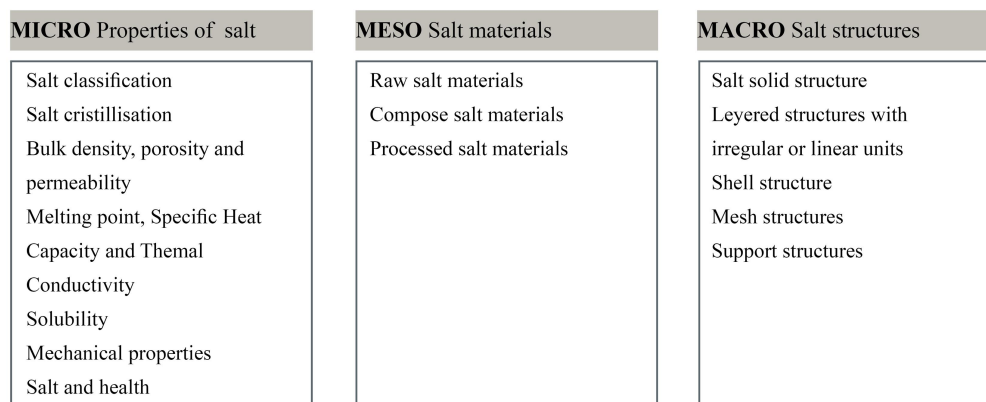 MICRO Properties of salt
Salt classification
Salt cristillisation
Bulk density, porosity and
permeability
Melting point, Specific Heat
Capacity and Themal
Conductivity
Solubility
Mechanical properties
Salt and health
MESO Salt materials
Raw salt materials
Compose salt materials
Processed salt materials
MACRO Salt structures
Salt solid structure
Leyered structures with
irregular or linear units
Shell structure
Mesh structures
Support structures